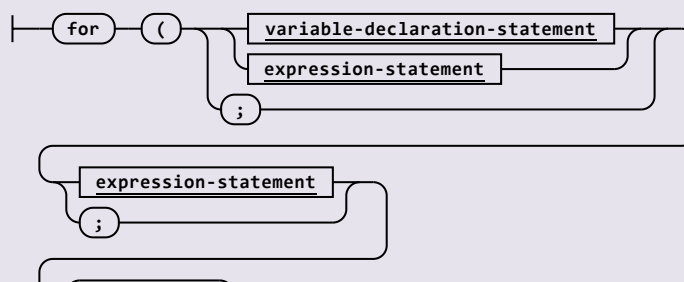 for ( variable-declaration-statement
expression-statement
;
expression-statement
;